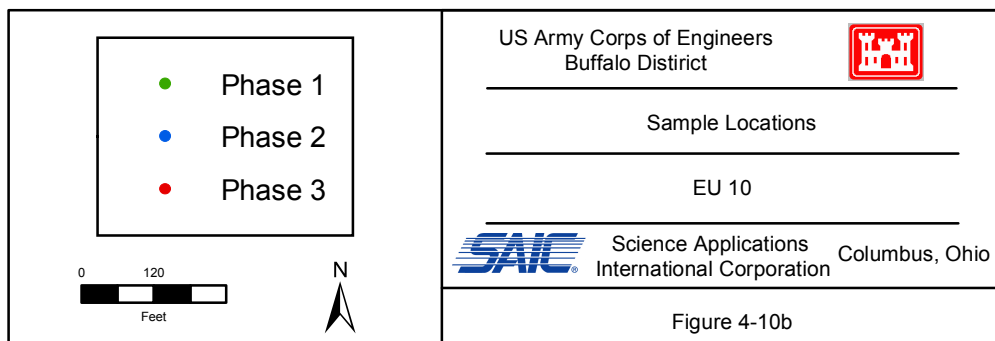 Phase 1
Phase 2
Phase 3
0 120
Feet
N
US Army Corps of Engineers
Buffalo Distirict
Sample Locations
EU 10
SAIC®
Science Applications
International Corporation
Columbus, Ohio
Figure 4-10b